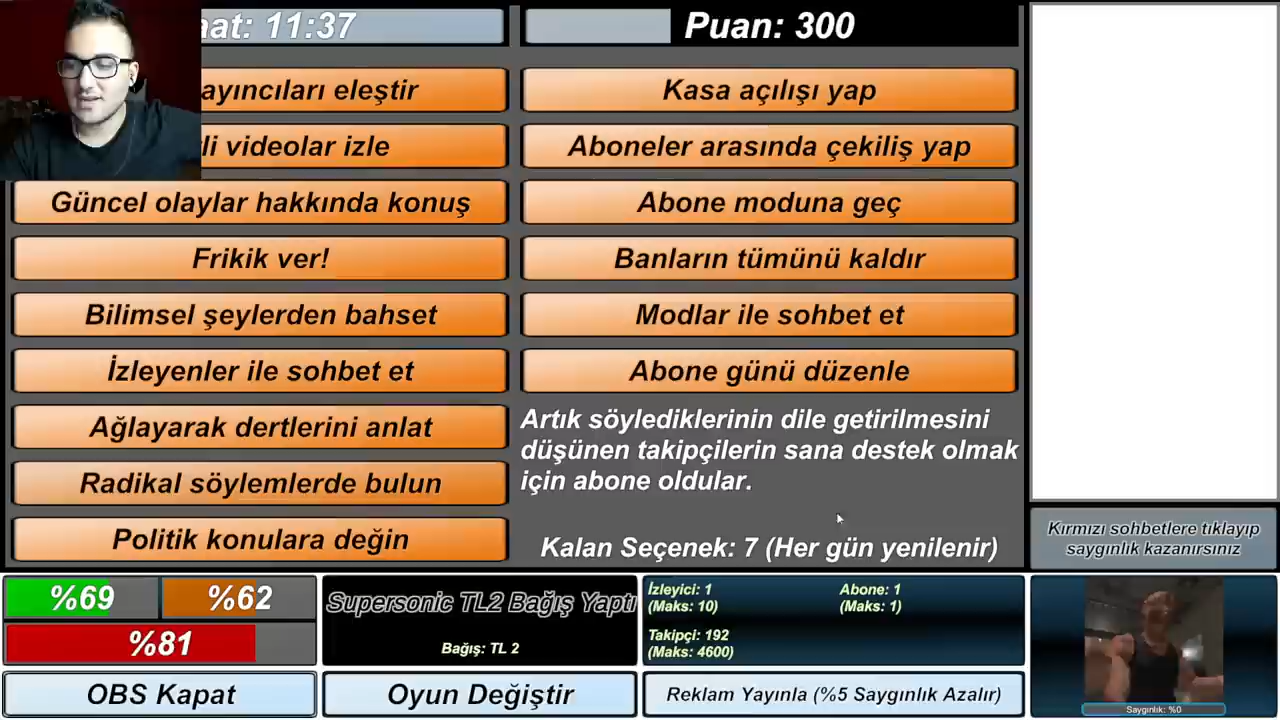 aat: 11:37
Puan: 300
ayıncıları eleştir
li videolar izle
Güncel olaylar hakkında konuş
Frikik ver!
Bilimsel şeylerden bahset
İzleyenler ile sohbet et
Ağlayarak dertlerini anlat
Radikal söylemlerde bulun
Politik konulara değin
Kasa açılışı yap
Aboneler arasında çekiliş yap
Abone moduna geç
Banların tümünü kaldır
Modlar ile sohbet et
Abone günü düzenle
Artık söylediklerinin dile getirilmesini
düşünen takipçilerin sana destek olmak
için abone oldular.
Kalan Seçenek: 7 (Her gün yenilenir)
Kırmızı sohbetlere tıklayıp
saygınlık kazanırsınız
%69
%62
%81
Supersonic TL2 Bağış Yaptı
Bağış: TL 2
İzleyici: 1
(Maks: 10)
Abone: 1
(Maks: 1)
Takipçi: 192
(Maks: 4600)
Saygınlık: %0
OBS Kapat
Oyun Değiştir
Reklam Yayınla (%5 Saygınlık Azalır)